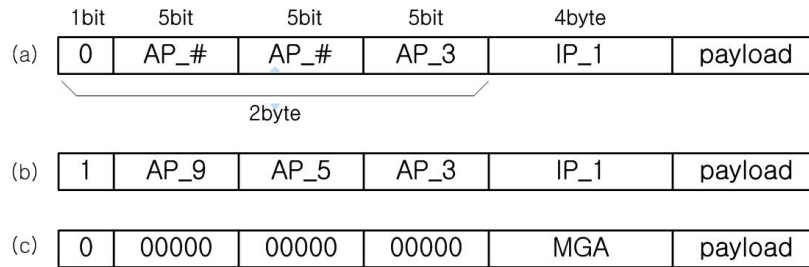 1bit 5bit 5bit 5bit 4byte
(a) 0 AP_# AP_# AP_3 IP_1 payload
2byte
(b) 1 AP_9 AP_5 AP_3 IP_1 payload
(c) 0 00000 00000 00000 MGA payload